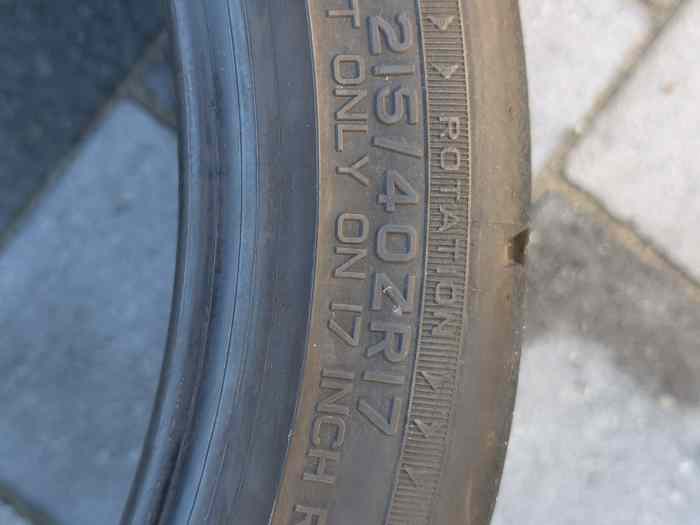 ROTATION
215/40ZR17
T ONLY ON 17 INCH R